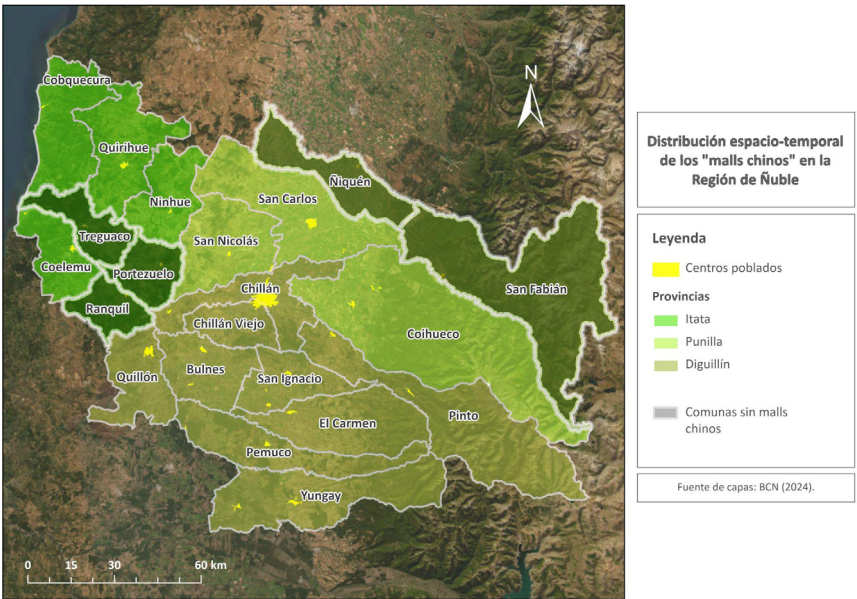 Cobquecura
Quirihue
Ninhue
Treguaco
Coelemu
Portezuelo
Ranquil
Ñiquén
San Carlos
San Nicolás
San Fabián
Chillán
Chillán Viejo
Coihueco
Quillón
Bulnes
San Ignacio
El Carmen
Pinto
Pemuco
Yungay
0 15 30 60 km
N
Distribución espacio-temporal
de los "malls chinos" en la
Región de Ñuble
Leyenda
Centros poblados
Provincias
Itata
Punilla
Diguillín
Comunas sin malls
chinos
Fuente de capas: BCN (2024).